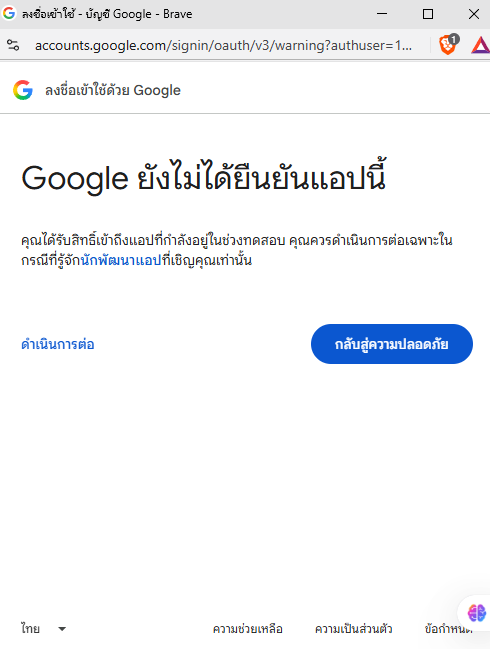 ลงชื่อเข้าใช้ - บัญชี Google - Brave
accounts.google.com/signin/oauth/v3/warning?authuser=1...
1
ลงชื่อเข้าใช้ด้วย Google
Google ยังไม่ได้ยืนยันแอปนี้
คุณได้รับสิทธิ์เข้าถึงแอปที่กำลังอยู่ในช่วงทดสอบ คุณควรดำเนินการต่อเฉพาะใน
กรณีที่รู้จักนักพัฒนาแอปที่เชิญคุณเท่านั้น
ดำเนินการต่อ
กลับสู่ความปลอดภัย
ไทย
ความช่วยเหลือ
ความเป็นส่วนตัว
ข้อกำหนด